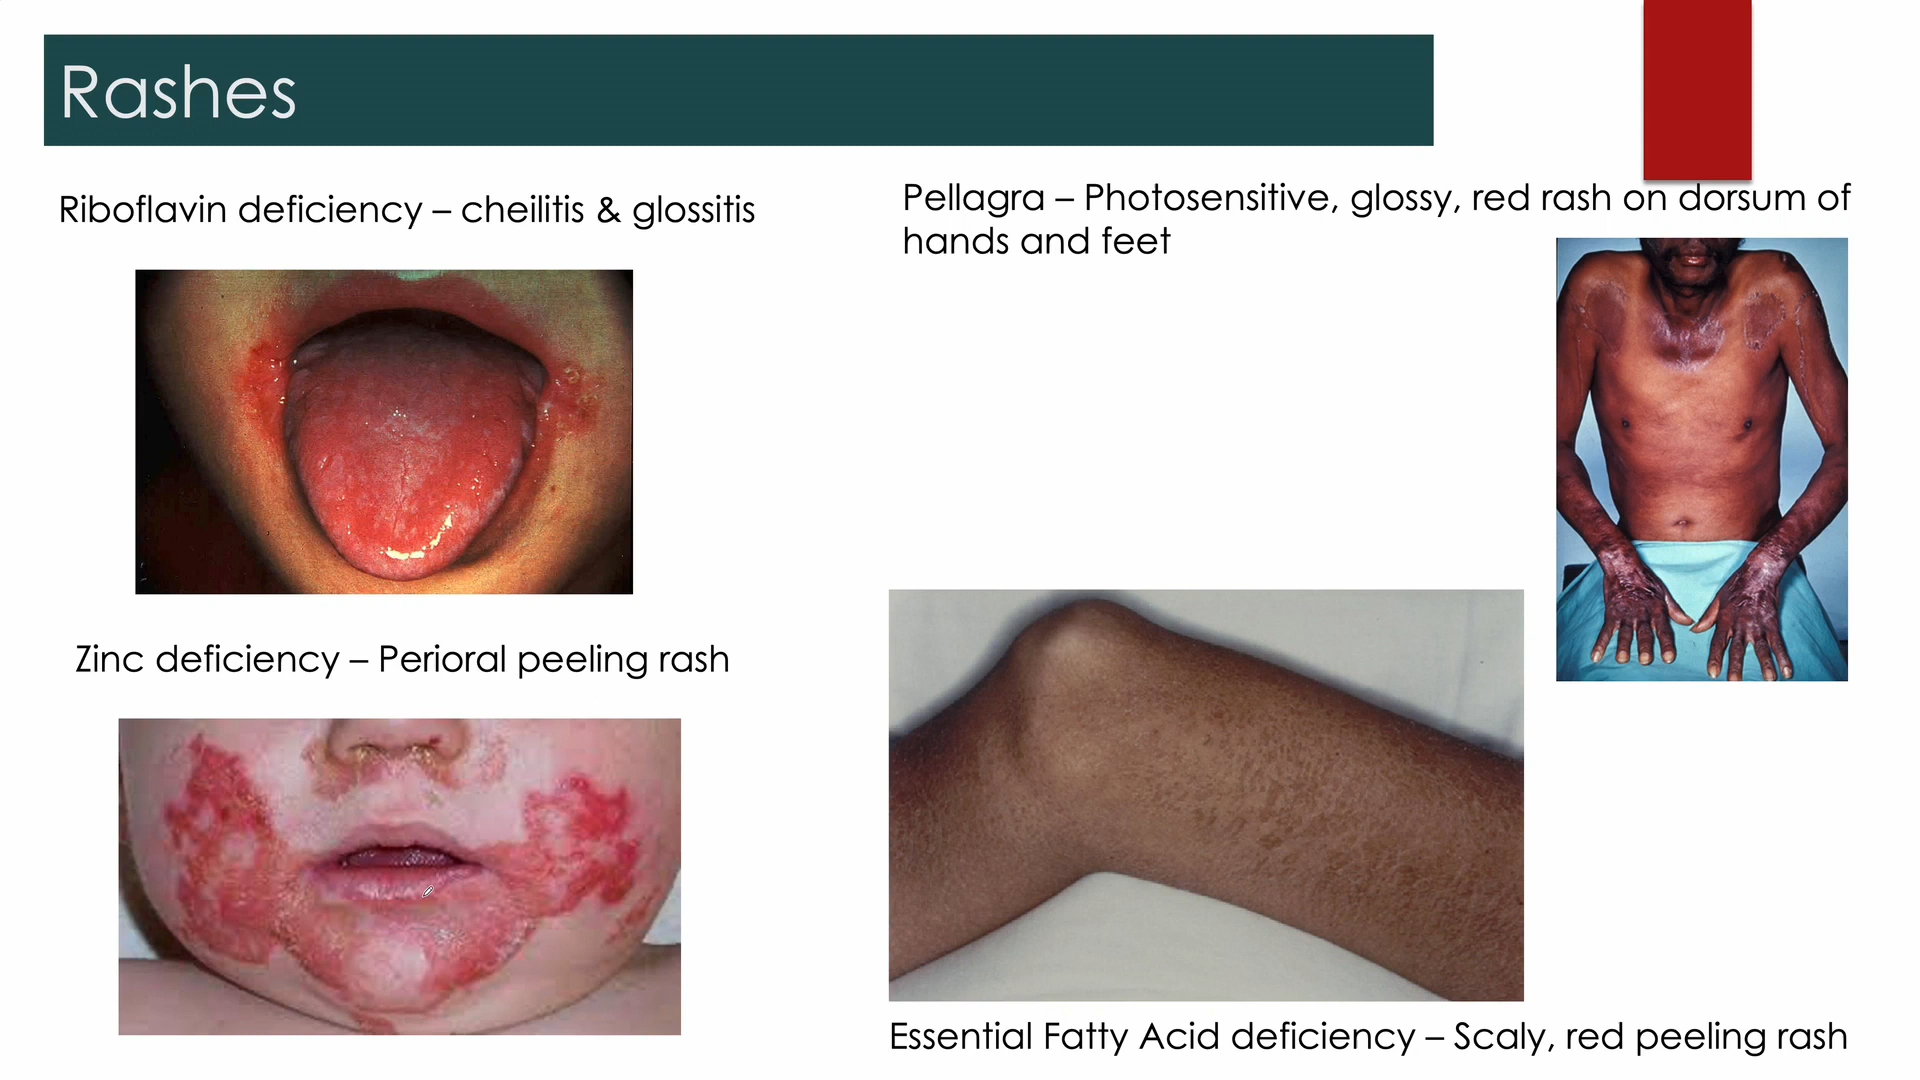 Rashes
Riboflavin deficiency – cheilitis & glossitis
Pellagra – Photosensitive, glossy, red rash on dorsum of
hands and feet
Zinc deficiency – Perioral peeling rash
Essential Fatty Acid deficiency – Scaly, red peeling rash